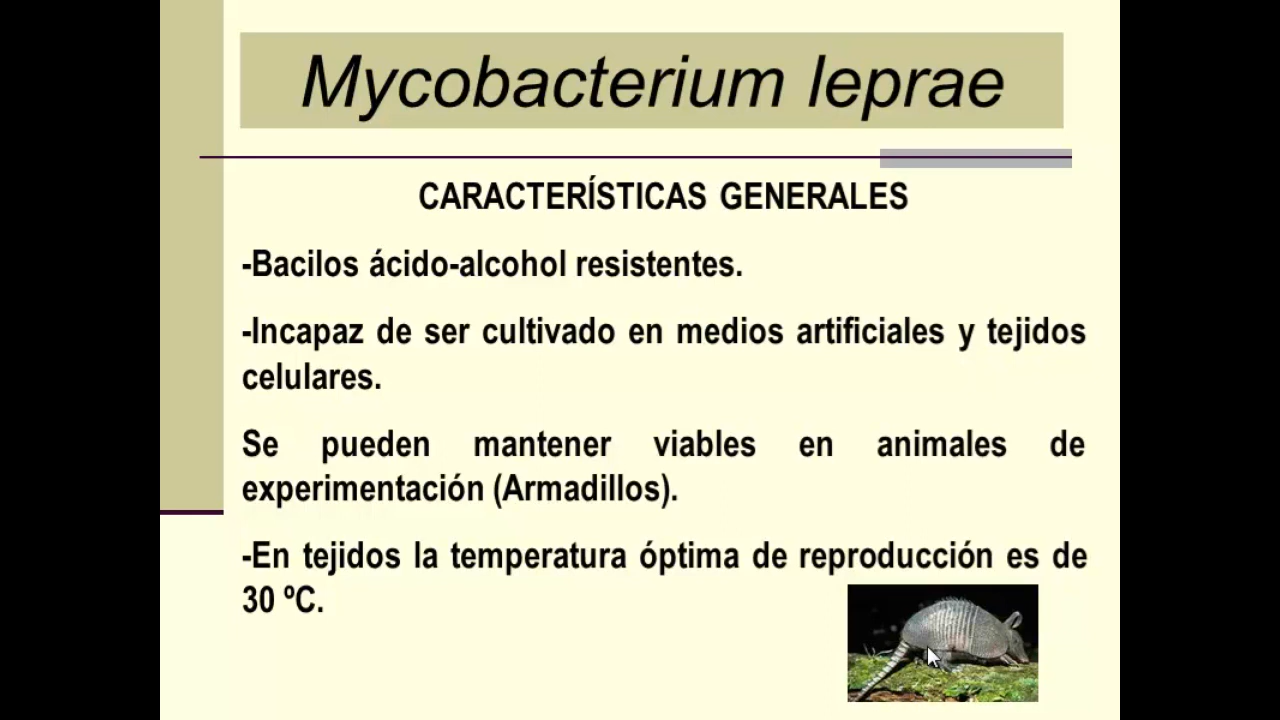 Mycobacterium leprae
CARACTERÍSTICAS GENERALES
-Bacilos ácido-alcohol resistentes.
-Incapaz de ser cultivado en medios artificiales y tejidos
celulares.
Se pueden mantener viables en animales de
experimentación (Armadillos).
-En tejidos la temperatura óptima de reproducción es de
30 ºC.